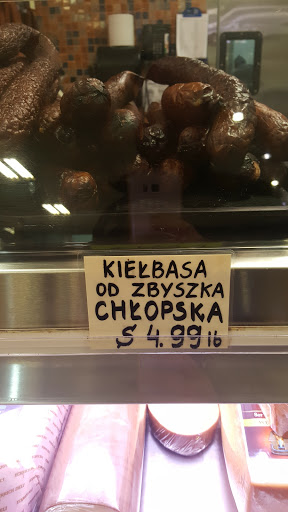 KIEŁBASA
OD ZBYSZKA
CHŁOPSKA
$ 4.99 lb